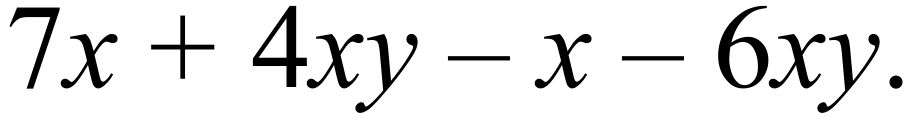 7x + 4xy − x − 6xy.